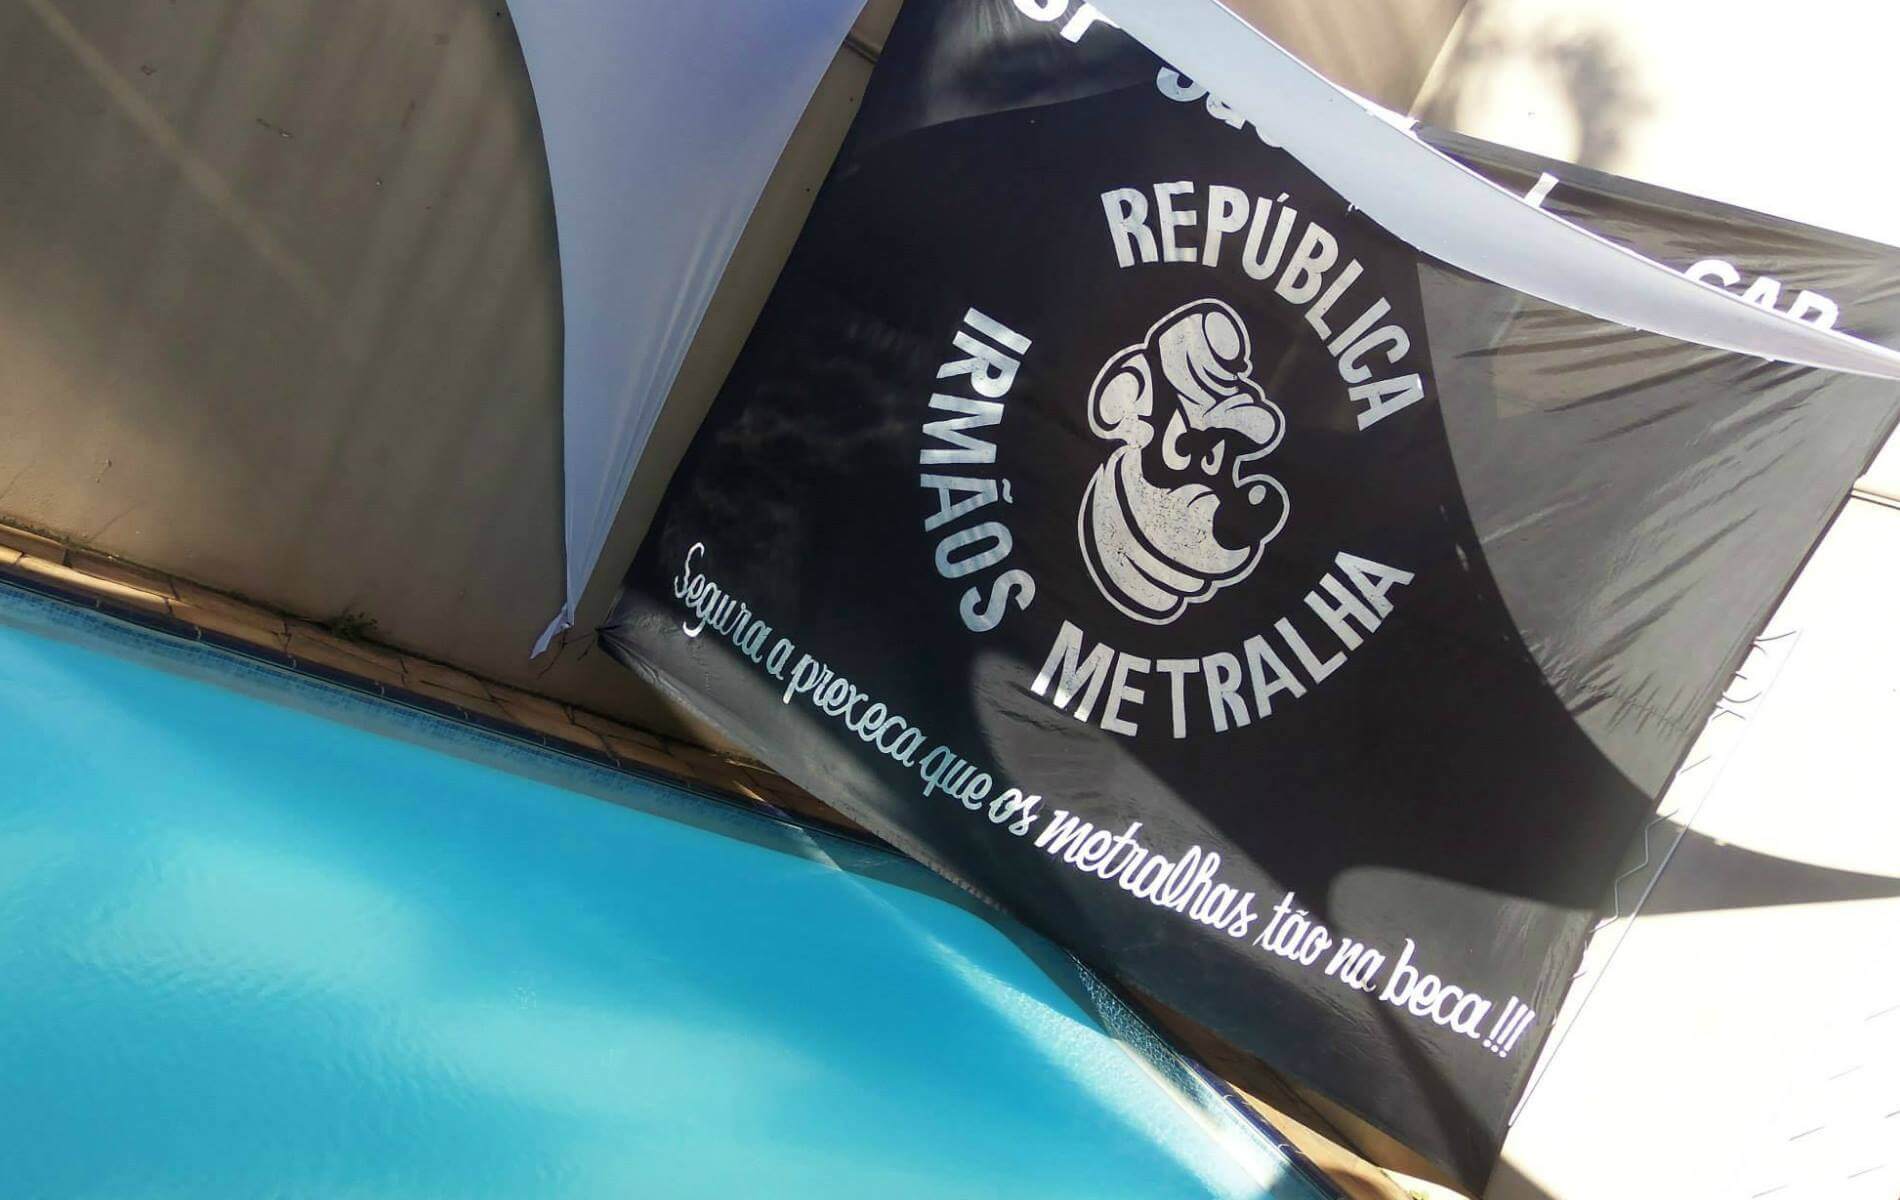 REPÚBLICA
IRMÃOS
METRALHA
Segura a prexeca que os metralhas tão na beca!!!